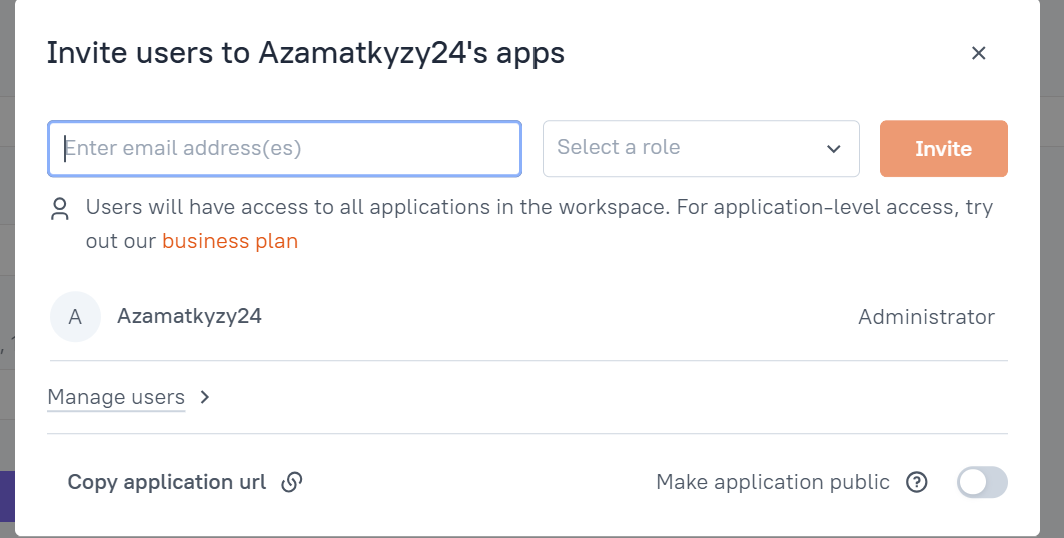 Invite users to Azamatkyzy24's apps
Enter email address(es)
Select a role
Invite
Users will have access to all applications in the workspace. For application-level access, try
out our business plan
A
Azamatkyzy24
Administrator
Manage users
Copy application url
Make application public